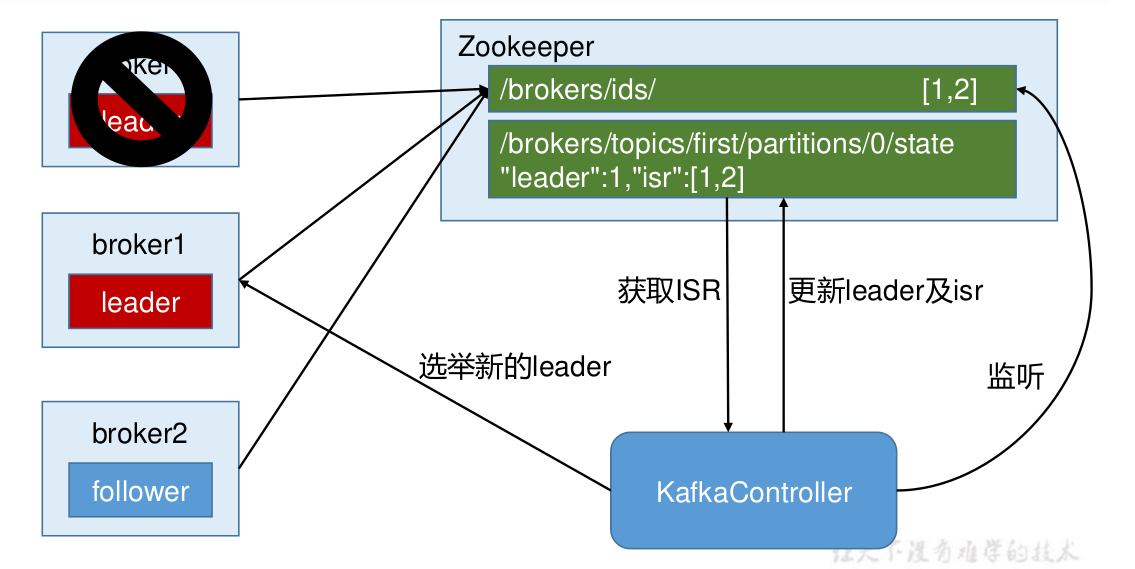 Zookeeper
/brokers/ids/ [1,2]
/brokers/topics/first/partitions/0/state
"leader":1,"isr":[1,2]
broker1
leader
broker2
follower
获取ISR
更新leader及isr
选举新的leader
监听
KafkaController
天下没有难学的技术